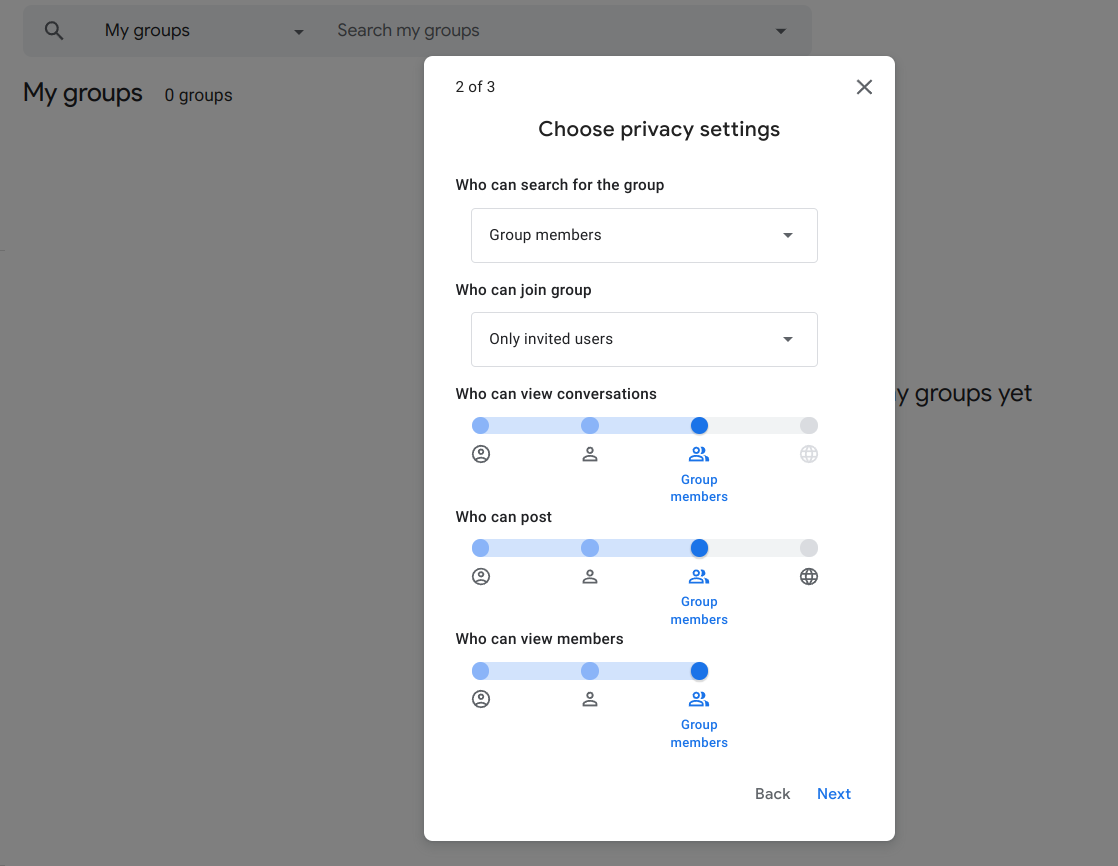 My groups
Search my groups
My groups
0 groups
2 of 3
Choose privacy settings
Who can search for the group
Group members
Who can join group
Only invited users
Who can view conversations
Group
members
Who can post
Group
members
Who can view members
Group
members
Back
Next
groups yet